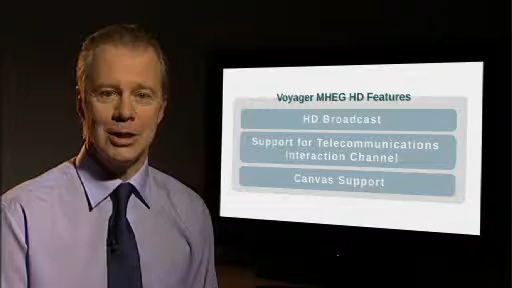 Voyager MHEG HD Features
HD Broadcast
Support for Telecommunications
Interaction Channel
Canvas Support